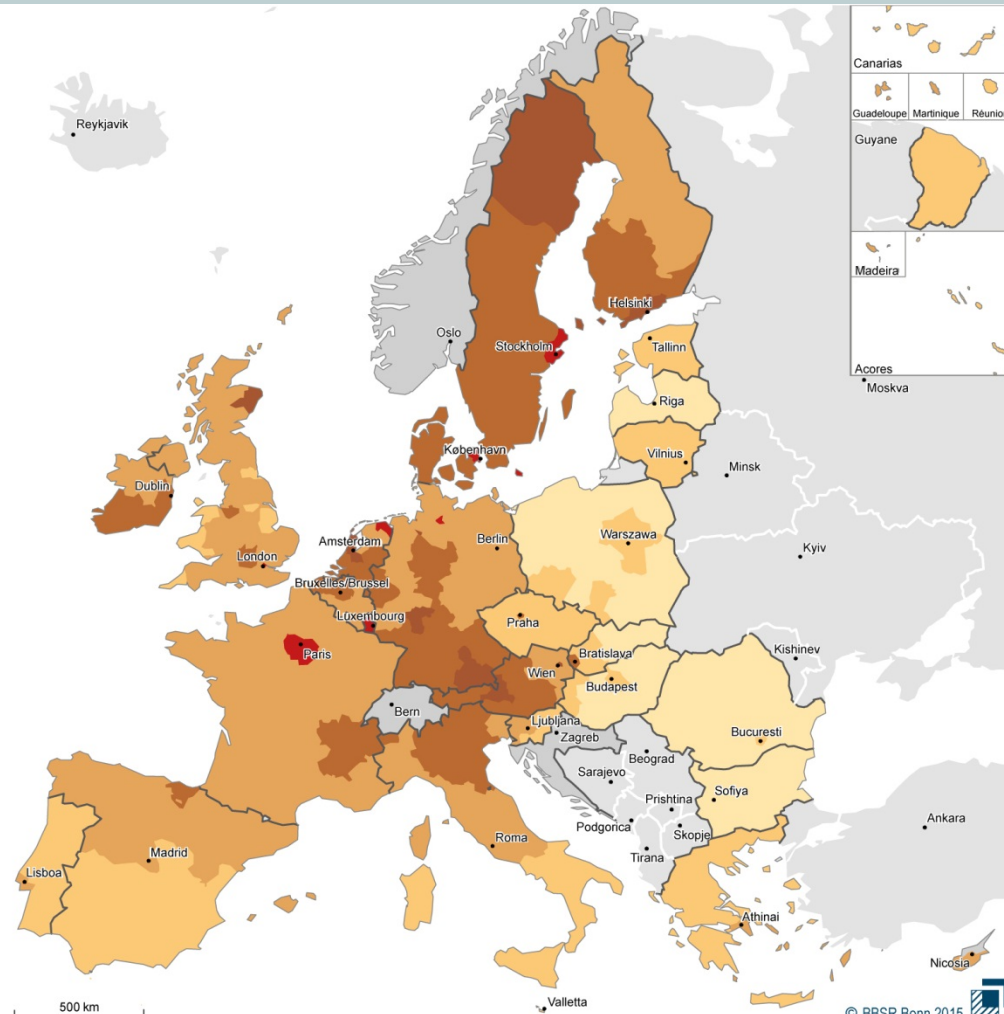 Canarias
Guadeloupe Martinique Réunion
Guyane
Madeira
Acores
Reykjavik
Moskva
Helsinki
Oslo
Stockholm
Tallinn
Riga
København
Vilnius
Minsk
Dublin
Amsterdam
Berlin
Warszawa
London
Kyiv
Bruxelles/Brussel
Luxembourg
Praha
Paris
Kishinev
Wien
Bratislava
Budapest
Bern
Ljubljana
Zagreb
Bucuresti
Beograd
Sarajevo
Prishtina
Sofiya
Podgorica
Skopje
Ankara
Roma
Tirana
Madrid
Lisboa
Athinai
Nicosia
Valletta
500 km
© BBSR Bonn 2015